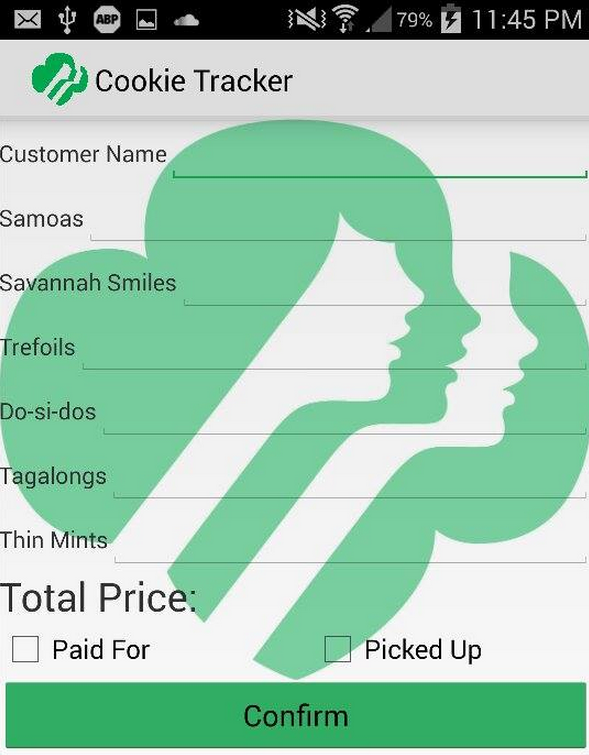 ABP 79% 11:45 PM
Cookie Tracker
Customer Name
Samoas
Savannah Smiles
Trefoils
Do-si-dos
Tagalongs
Thin Mints
Total Price:
Paid For Picked Up
Confirm